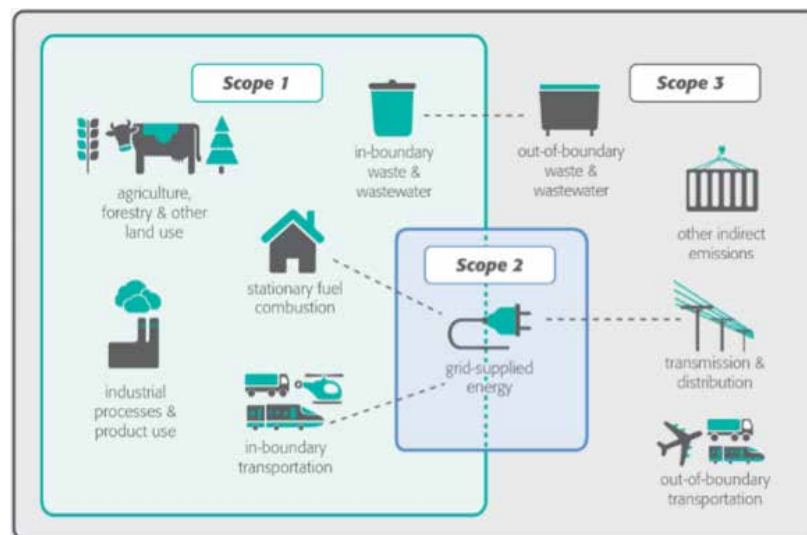 Scope 1
Scope 3
in-boundary
waste &
wastewater
out-of-boundary
waste &
wastewater
agriculture,
forestry & other
land use
other indirect
emissions
Scope 2
stationary fuel
combustion
grid-supplied
energy
transmission &
distribution
industrial
processes &
product use
in-boundary
transportation
out-of-boundary
transportation